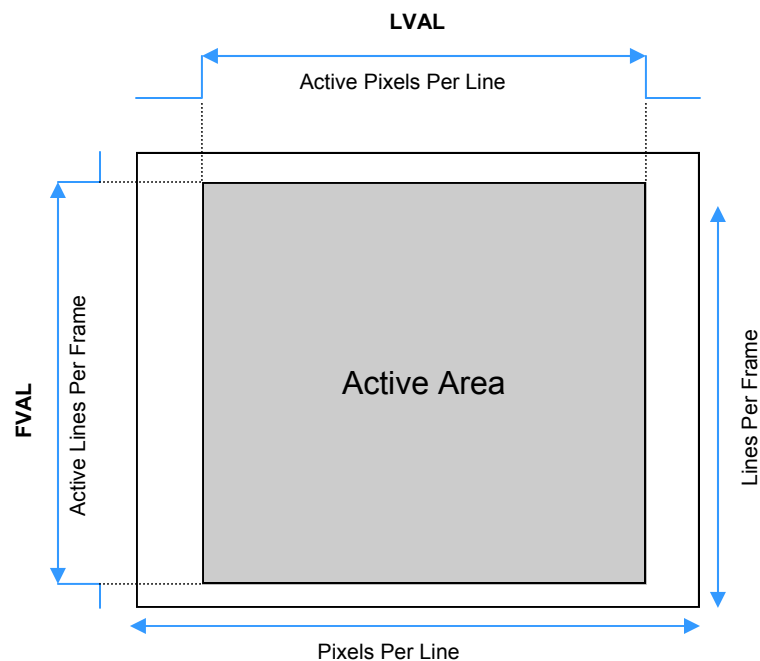 LVAL
Active Pixels Per Line
FVAL
Active Lines Per Frame
Active Area
Lines Per Frame
Pixels Per Line